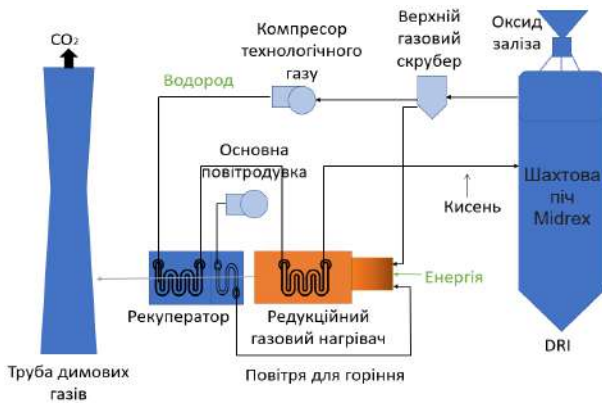 CO₂
Компресор
технологічного
газу
Верхній
газовий
скрубер
Оксид
заліза
Водород
Основна
повітродувка
Шахтова
піч
Midrex
Кисень
Енергія
Рекуператор
Редукційний
газовий нагрівач
DRI
Труба димових
газів
Повітря для горіння